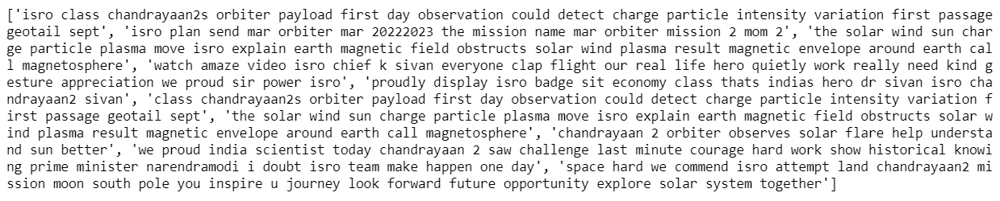 ['isro class chandrayaan2s orbiter payload first day observation could detect charge particle intensity variation first passage
geotail sept', 'isro plan send mar orbiter mar 20222023 the mission name mar orbiter mission 2 mom 2', 'the solar wind sun char
ge particle plasma move isro explain earth magnetic field obstructs solar wind plasma result magnetic envelope around earth cal
l magnetosphere', 'watch amaze video isro chief k sivan everyone clap flight our real life hero quietly work really need kind g
esture appreciation we proud sir power isro', 'proudly display isro badge sit economy class thats indias hero dr sivan isro cha
ndrayaan2 sivan', 'class chandrayaan2s orbiter payload first day observation could detect charge particle intensity variation f
irst passage geotail sept', 'the solar wind sun charge particle plasma move isro explain earth magnetic field obstructs solar w
ind plasma result magnetic envelope around earth call magnetosphere', 'chandrayaan 2 orbiter observes solar flare help understa
nd sun better', 'we proud india scientist today chandrayaan 2 saw challenge last minute courage hard work show historical knowi
ng prime minister narendramodi i doubt isro team make happen one day', 'space hard we commend isro attempt land chandrayaan2 mi
ssion moon south pole you inspire u journey look forward future opportunity explore solar system together']